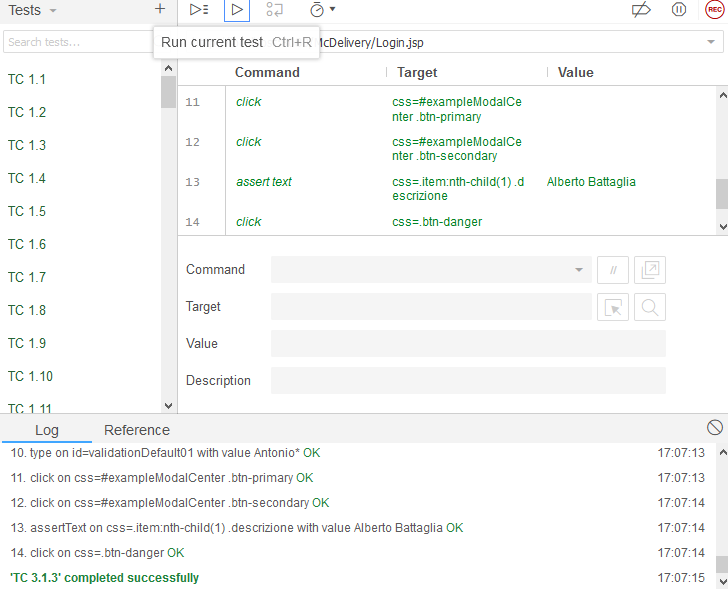 Tests
REC
Search tests...
Run current test Ctrl+R
McDelivery/Login.jsp
Command Target Value
TC 1.1
TC 1.2
TC 1.3
TC 1.4
TC 1.5
TC 1.6
TC 1.7
TC 1.8
TC 1.9
TC 1.10
TC 1.11
11 click css=#exampleModalCe
nter .btn-primary
12 click css=#exampleModalCe
nter .btn-secondary
13 assert text css=.item:nth-child(1) .d Alberto Battaglia
escrizione
14 click css=.btn-danger
Command //
Target
Value
Description
Log Reference
10. type on id=validationDefault01 with value Antonio* OK 17:07:13
11. click on css=#exampleModalCenter .btn-primary OK 17:07:13
12. click on css=#exampleModalCenter .btn-secondary OK 17:07:14
13. assertText on css=.item:nth-child(1) .descrizione with value Alberto Battaglia OK 17:07:14
14. click on css=.btn-danger OK 17:07:14
'TC 3.1.3' completed successfully 17:07:15